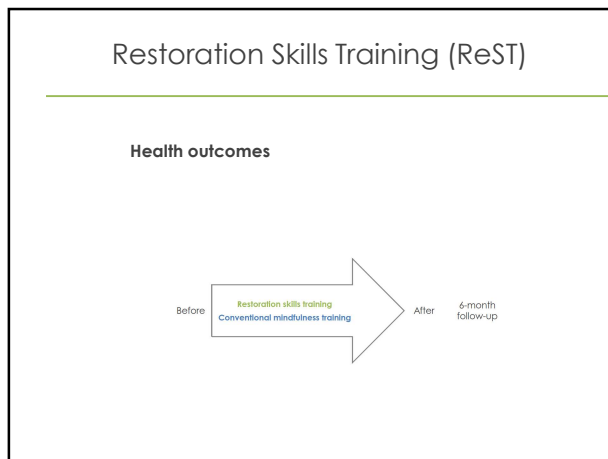 Restoration Skills Training (ReST)
Health outcomes
Before
Restoration skills training
Conventional mindfulness training
After
6-month
follow-up